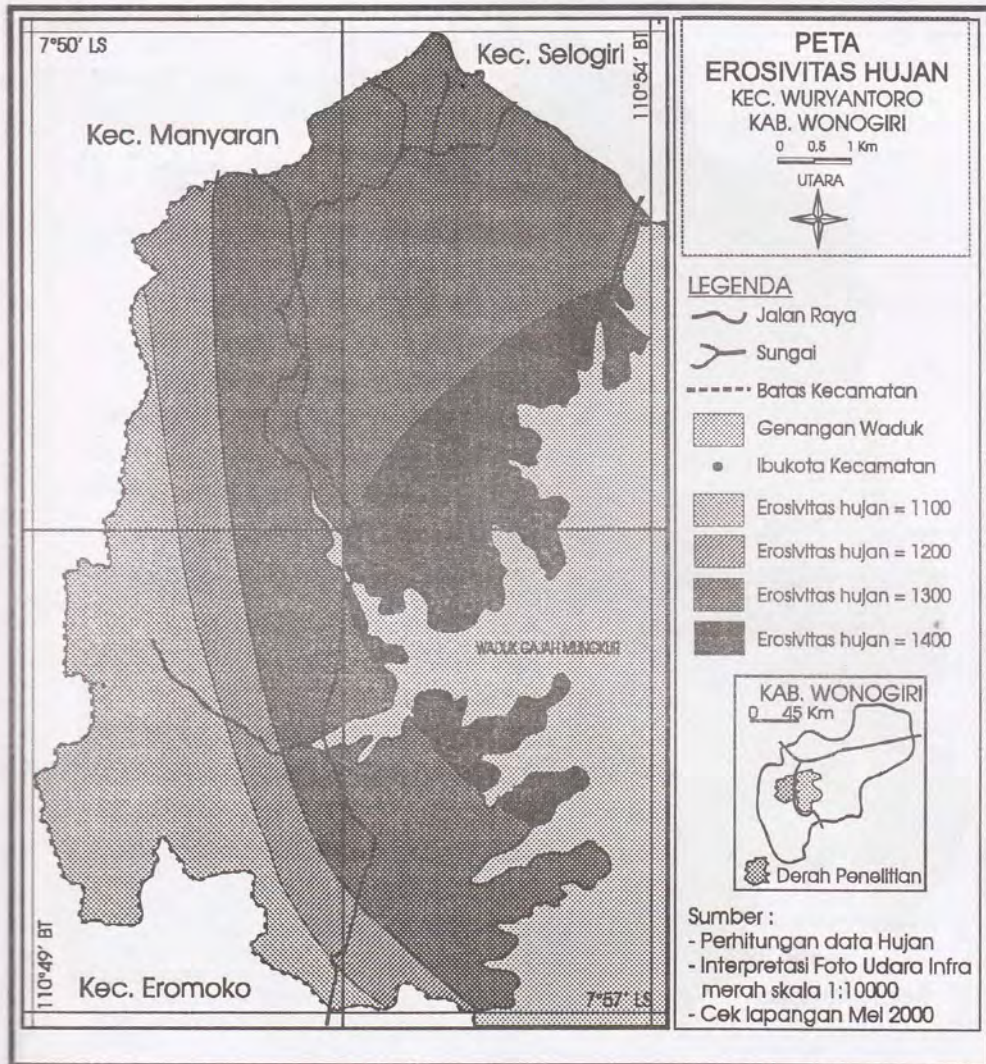 7°50' LS
Kec. Selogiri
110°54' BT
Kec. Manyaran
WADUK GAJAH MUNGKUR
110°49' BT
Kec. Eromoko
7°57' LS
PETA
EROSIVITAS HUJAN
KEC. WURYANTORO
KAB. WONOGIRI
0 0,5 1 Km
UTARA
LEGENDA
Jalan Raya
Sungai
Batas Kecamatan
Genangan Waduk
Ibukota Kecamatan
Erosivitas hujan = 1100
Erosivitas hujan = 1200
Erosivitas hujan = 1300
Erosivitas hujan = 1400
KAB. WONOGIRI
0 45 Km
Derah Penelitian
Sumber :
- Perhitungan data Hujan
- Interpretasi Foto Udara Infra
merah skala 1:10000
- Cek lapangan Mei 2000